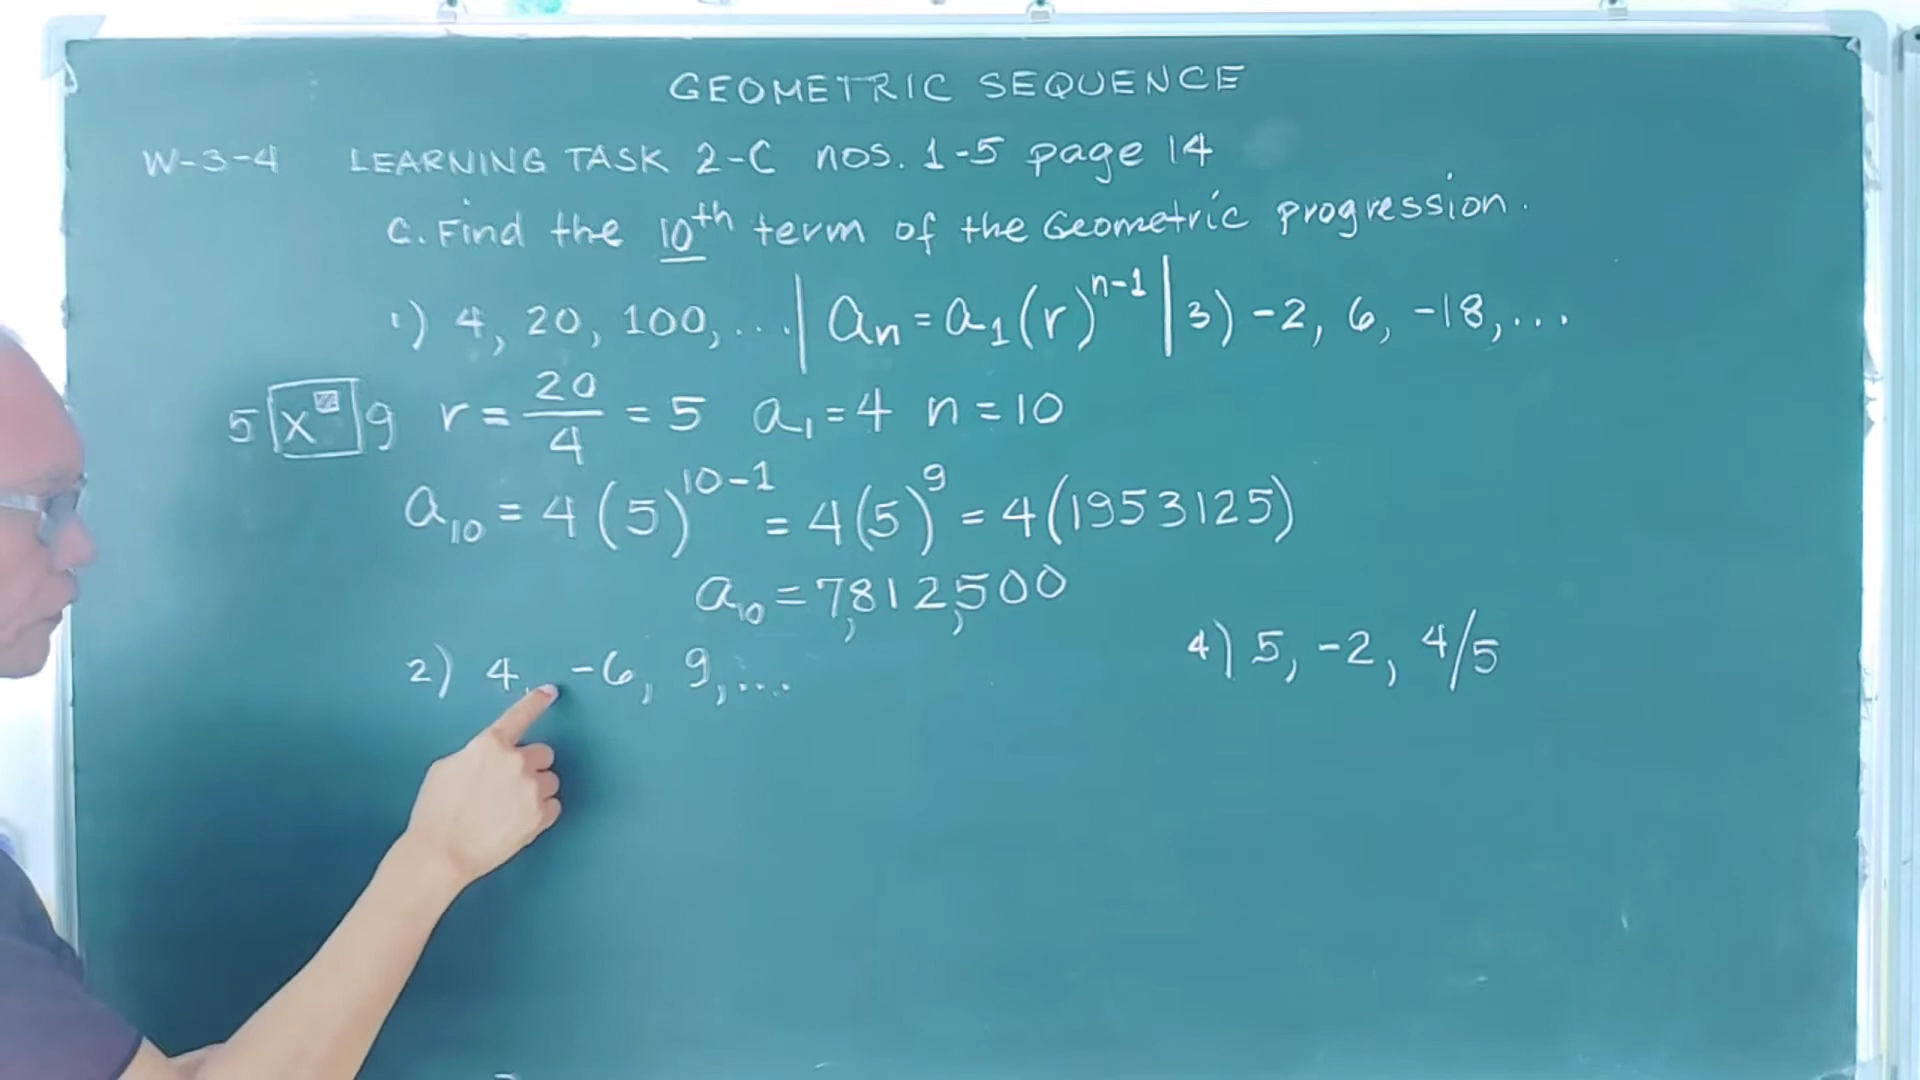 GEOMETRIC SEQUENCE
W-3-4 LEARNING TASK 2-C nos. 1-5 page 14
C. Find the 10th term of the Geometric progression.
1) 4, 20, 100, ... | an = a1(r)^n-1 | 3) -2, 6, -18, ...
5 x 9 r = 20/4 = 5 a1 = 4 n = 10
a10 = 4(5)^10-1 = 4(5)^9 = 4(1953125)
a10 = 7,812,500
2) 4, -6, 9, ...
4) 5, -2, 4/5